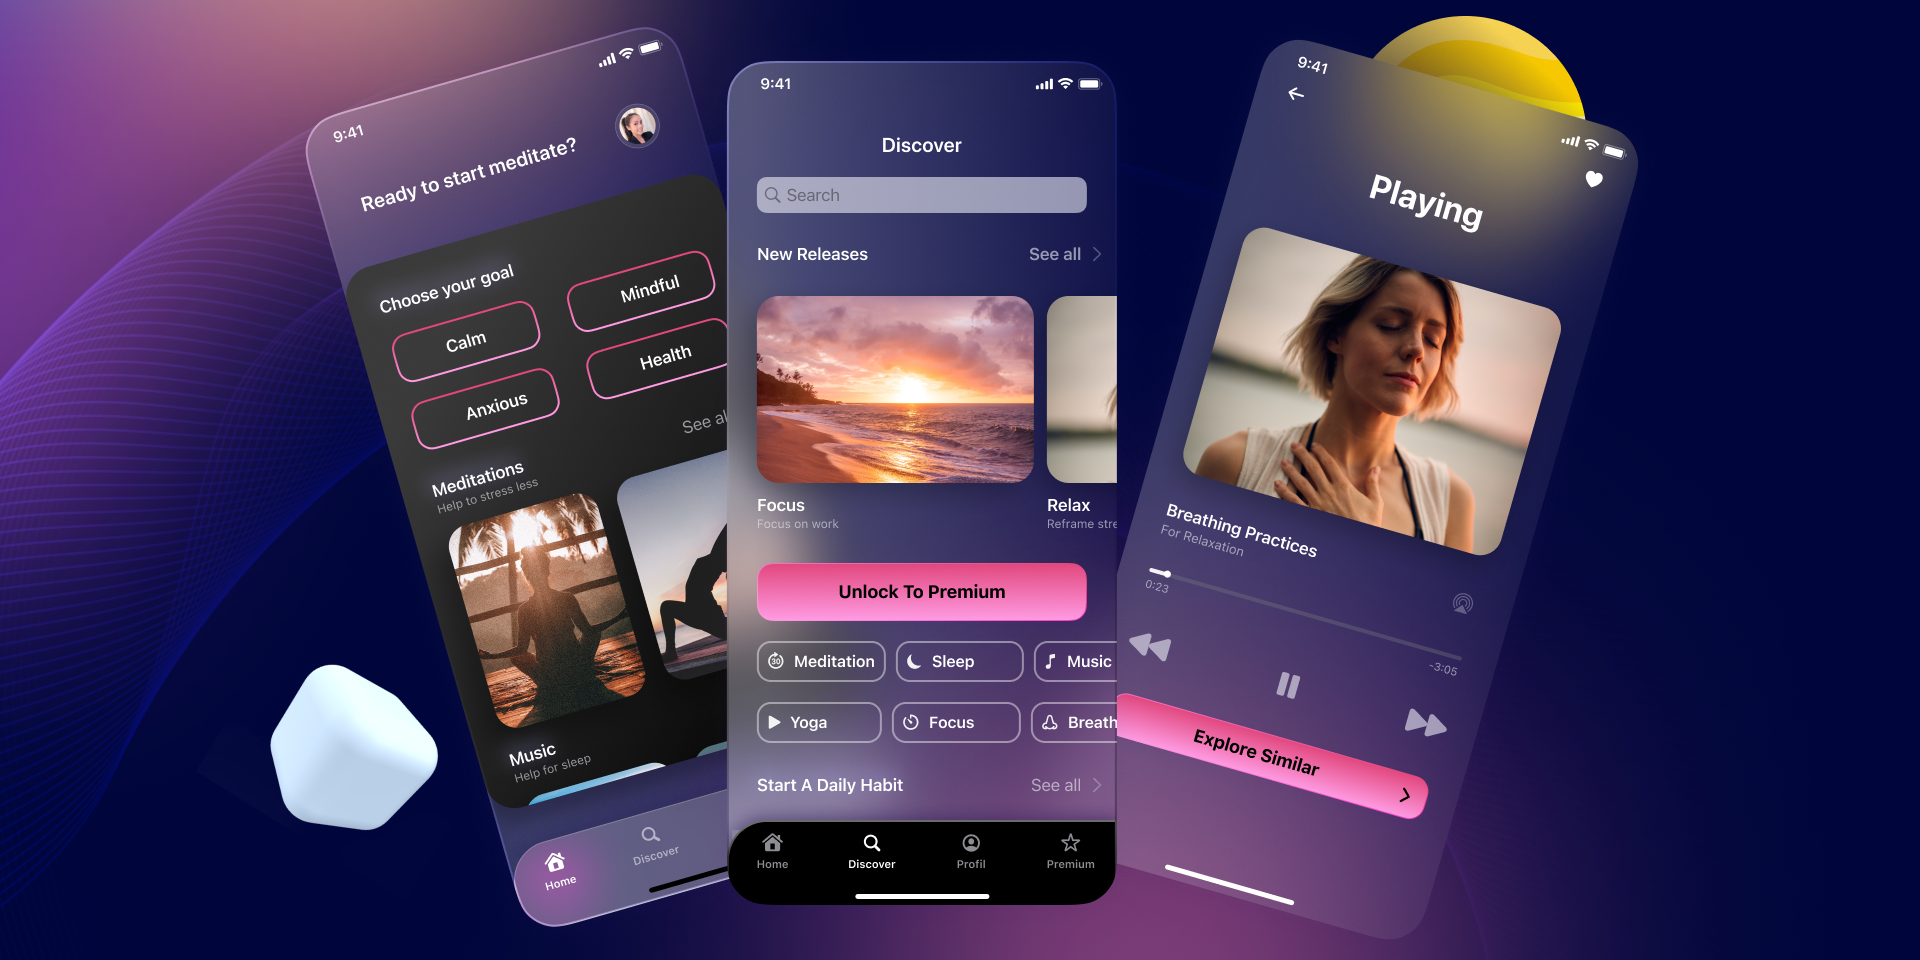 9:41
Ready to start meditate?
Choose your goal
Calm
Mindful
Anxious
Health
See al
Meditations
Help to stress less
Music
Help for sleep
Home
Discover
9:41
Discover
Search
New Releases
See all
Focus
Focus on work
Relax
Reframe stre
Unlock To Premium
30
Meditation
Sleep
Music
Yoga
Focus
Breath
Start A Daily Habit
See all
Home
Discover
Profil
Premium
9:41
Playing
Breathing Practices
For Relaxation
0:23
-3:05
Explore Similar